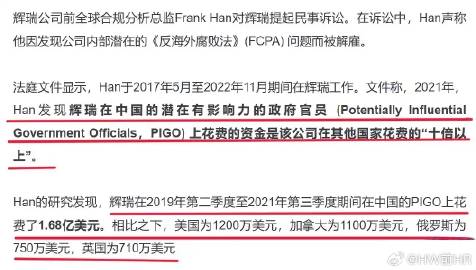 辉瑞公司前全球合规分析总监Frank Han对辉瑞提起民事诉讼。在诉讼中，Han声称
他因发现公司内部潜在的《反海外腐败法》(FCPA) 问题而被解雇。
法庭文件显示，Han于2017年5月至2022年11月期间在辉瑞工作。文件称，2021年，
Han发现辉瑞在中国的潜在有影响力的政府官员 (Potentially Influential
Government Officials，PIGO) 上花费的资金是该公司在其他国家花费的“十倍以
上”。
Han的研究发现，辉瑞在2019年第二季度至2021年第三季度期间在中国的PIGO上花
费了1.68亿美元。相比之下，美国为1200万美元，加拿大为1100万美元，俄罗斯为
750万美元，英国为710万美元
@HW前HR